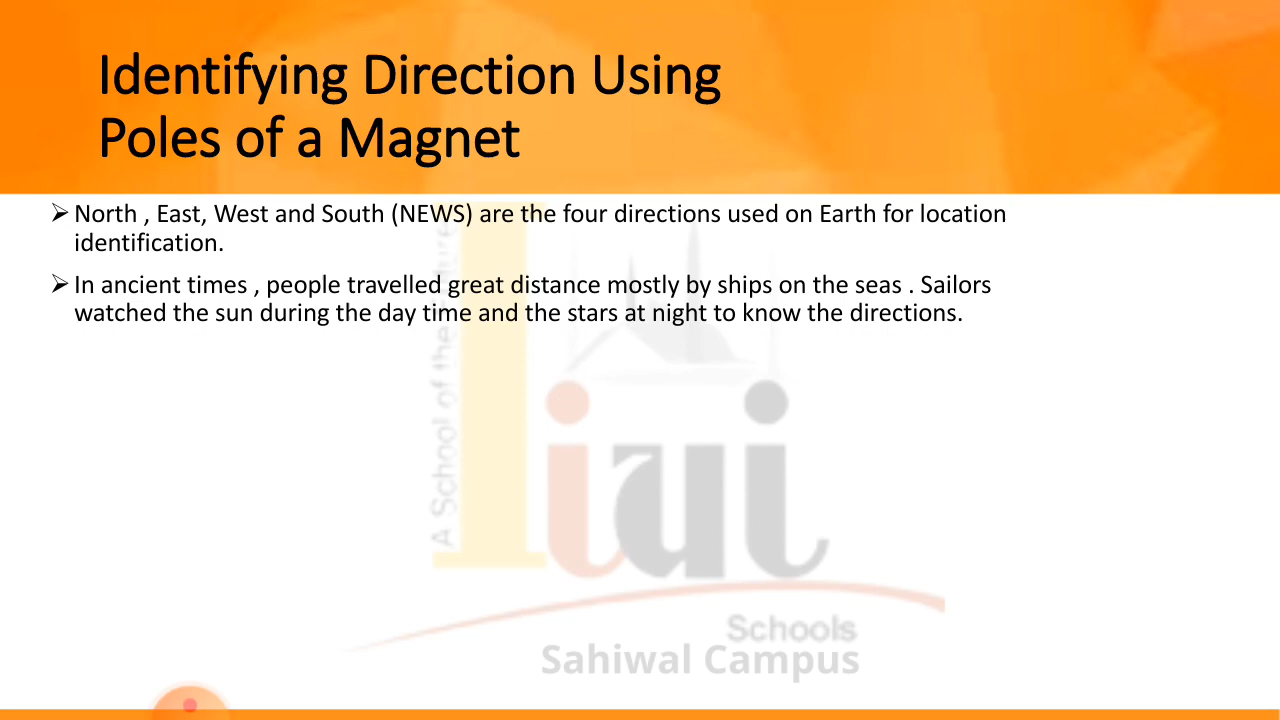 Identifying Direction Using
Poles of a Magnet
North , East, West and South (NEWS) are the four directions used on Earth for location
identification.
In ancient times , people travelled great distance mostly by ships on the seas . Sailors
watched the sun during the day time and the stars at night to know the directions.
A School of the Future
Iiui
Schools
Sahiwal Campus